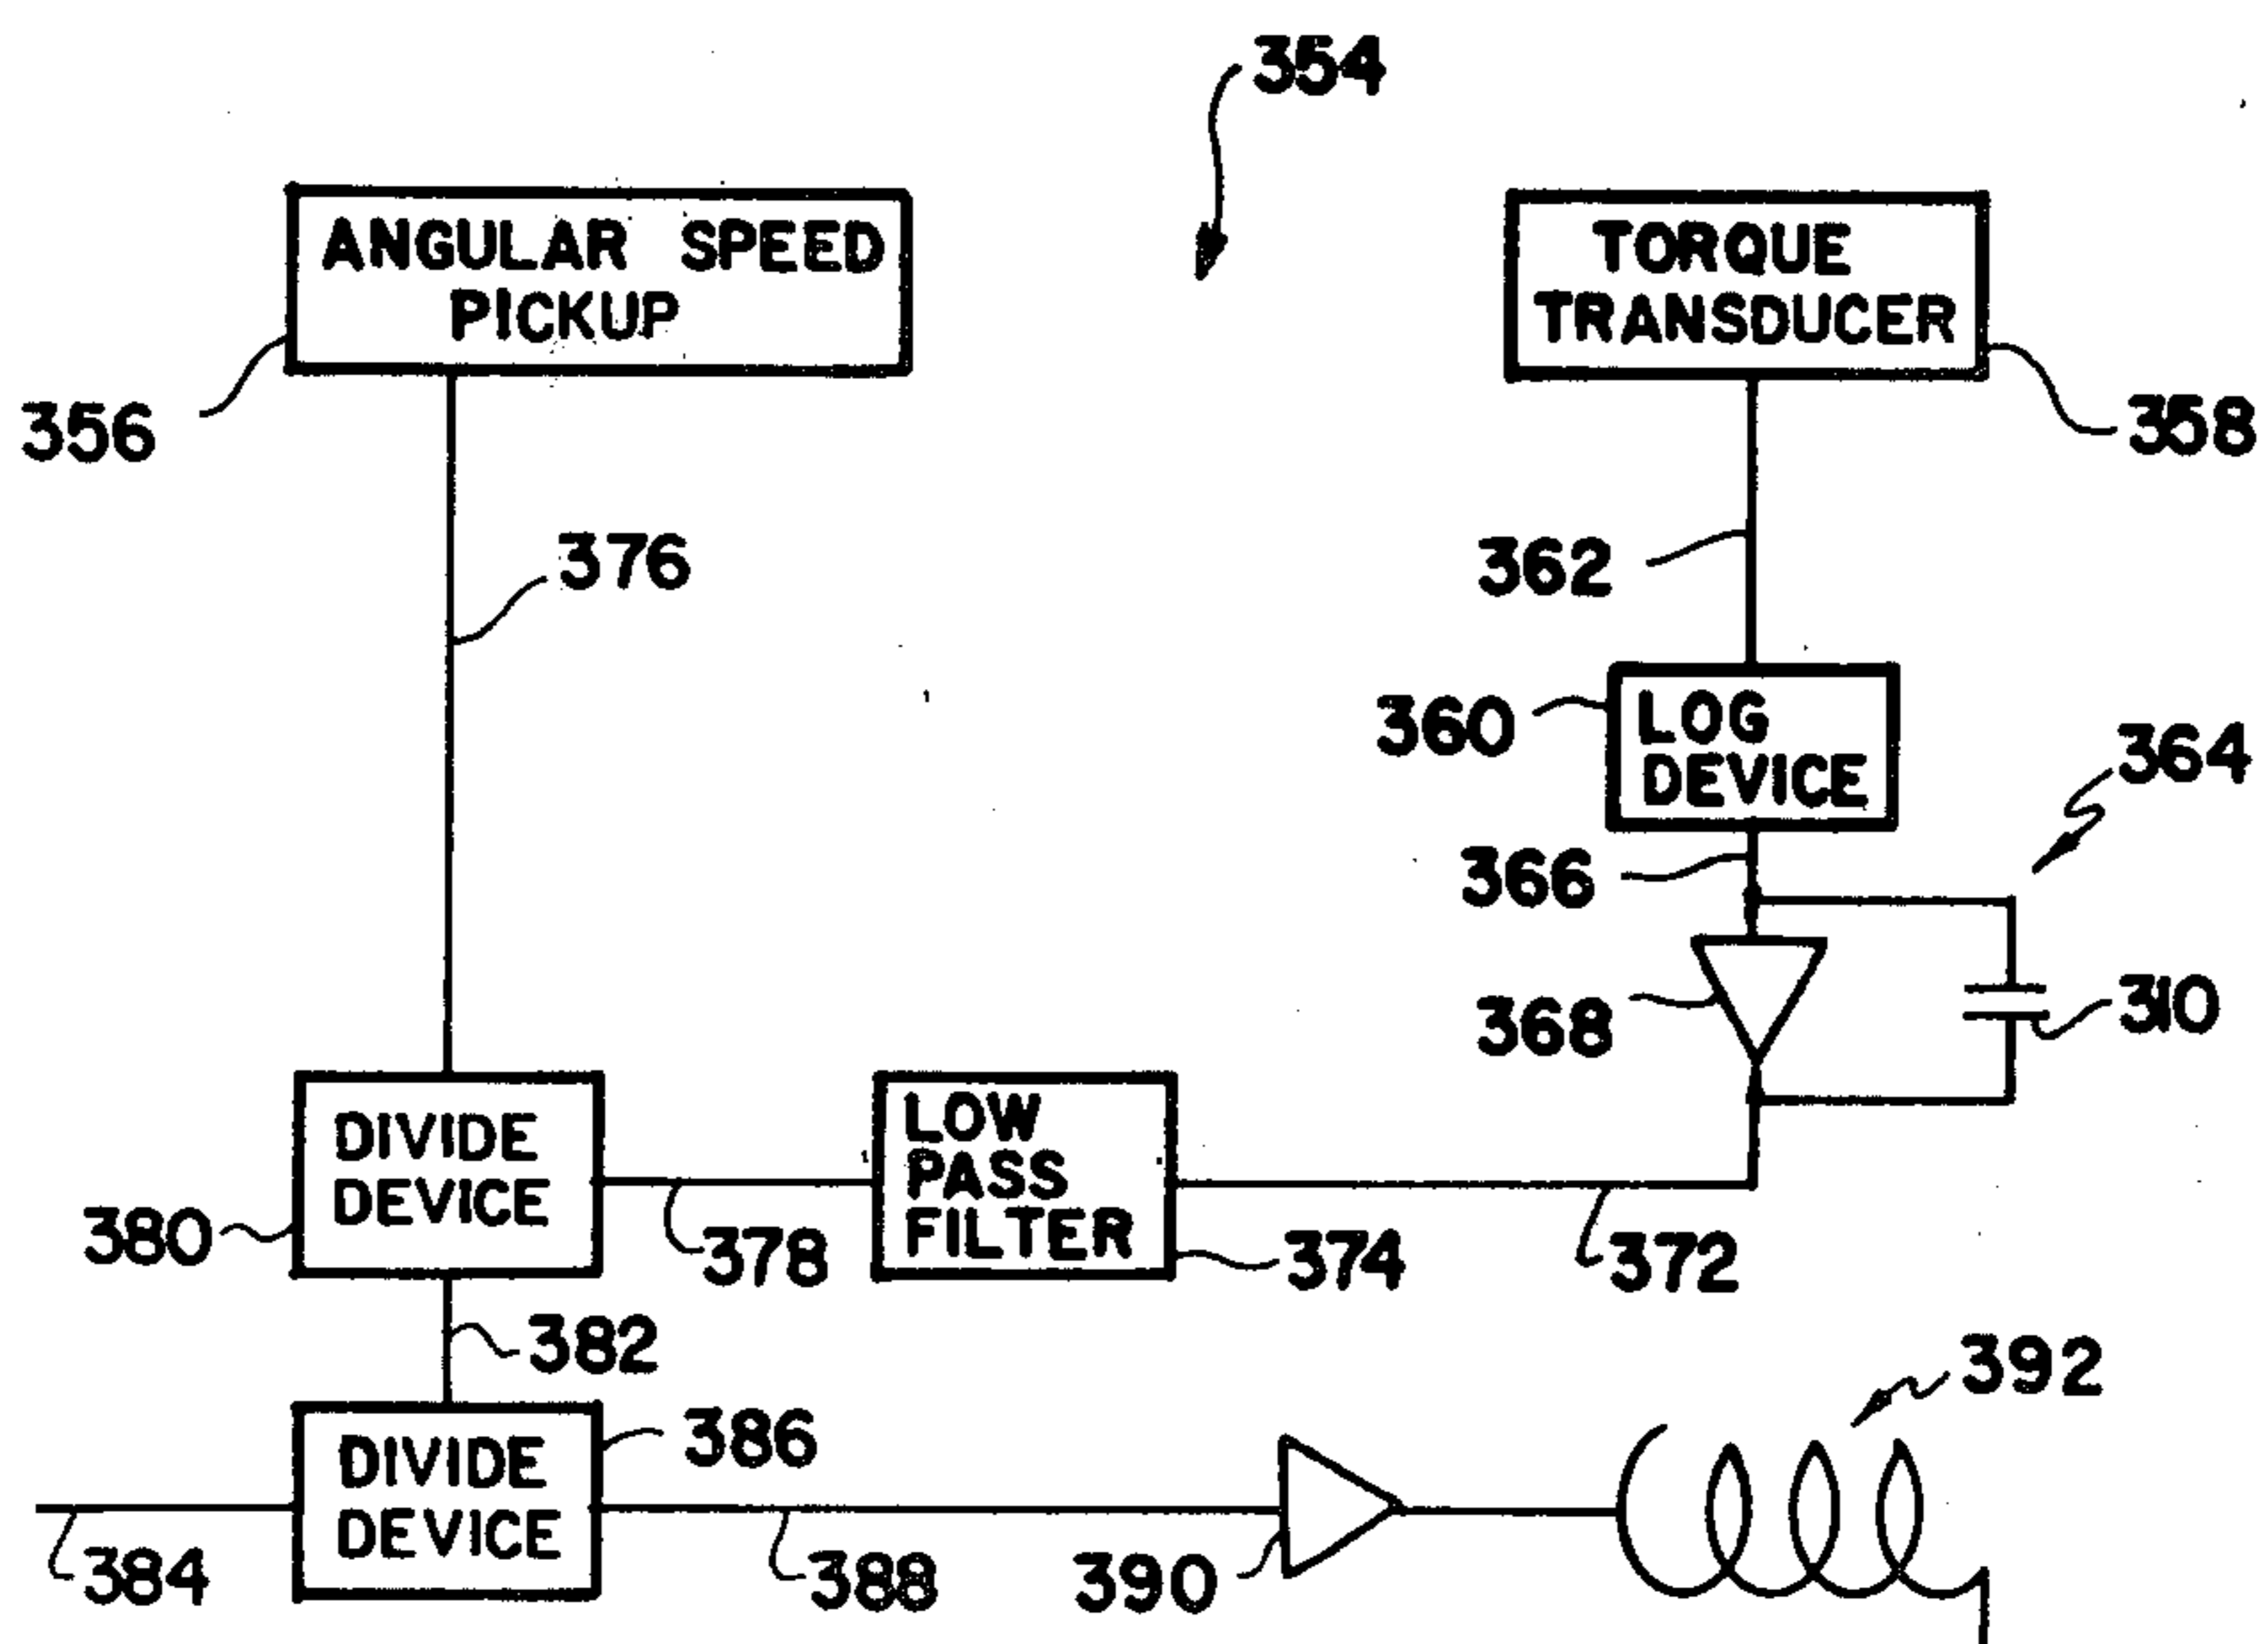 354
ANGULAR SPEED
PICKUP
TORQUE
TRANSDUCER
356
358
376
362
360
LOG
DEVICE
364
366
368
310
DIVIDE
DEVICE
LOW
PASS
FILTER
380
378
374
372
382
392
386
DIVIDE
DEVICE
384
388
390